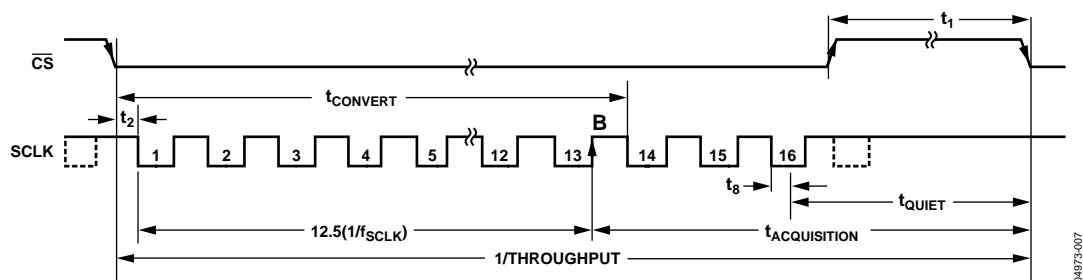 t1
CS
tCONVERT
t2
B
SCLK
1 2 3 4 5 12 13 14 15 16
t8
tQUIET
12.5(1/fSCLK)
tACQUISITION
1/THROUGHPUT
04973-007